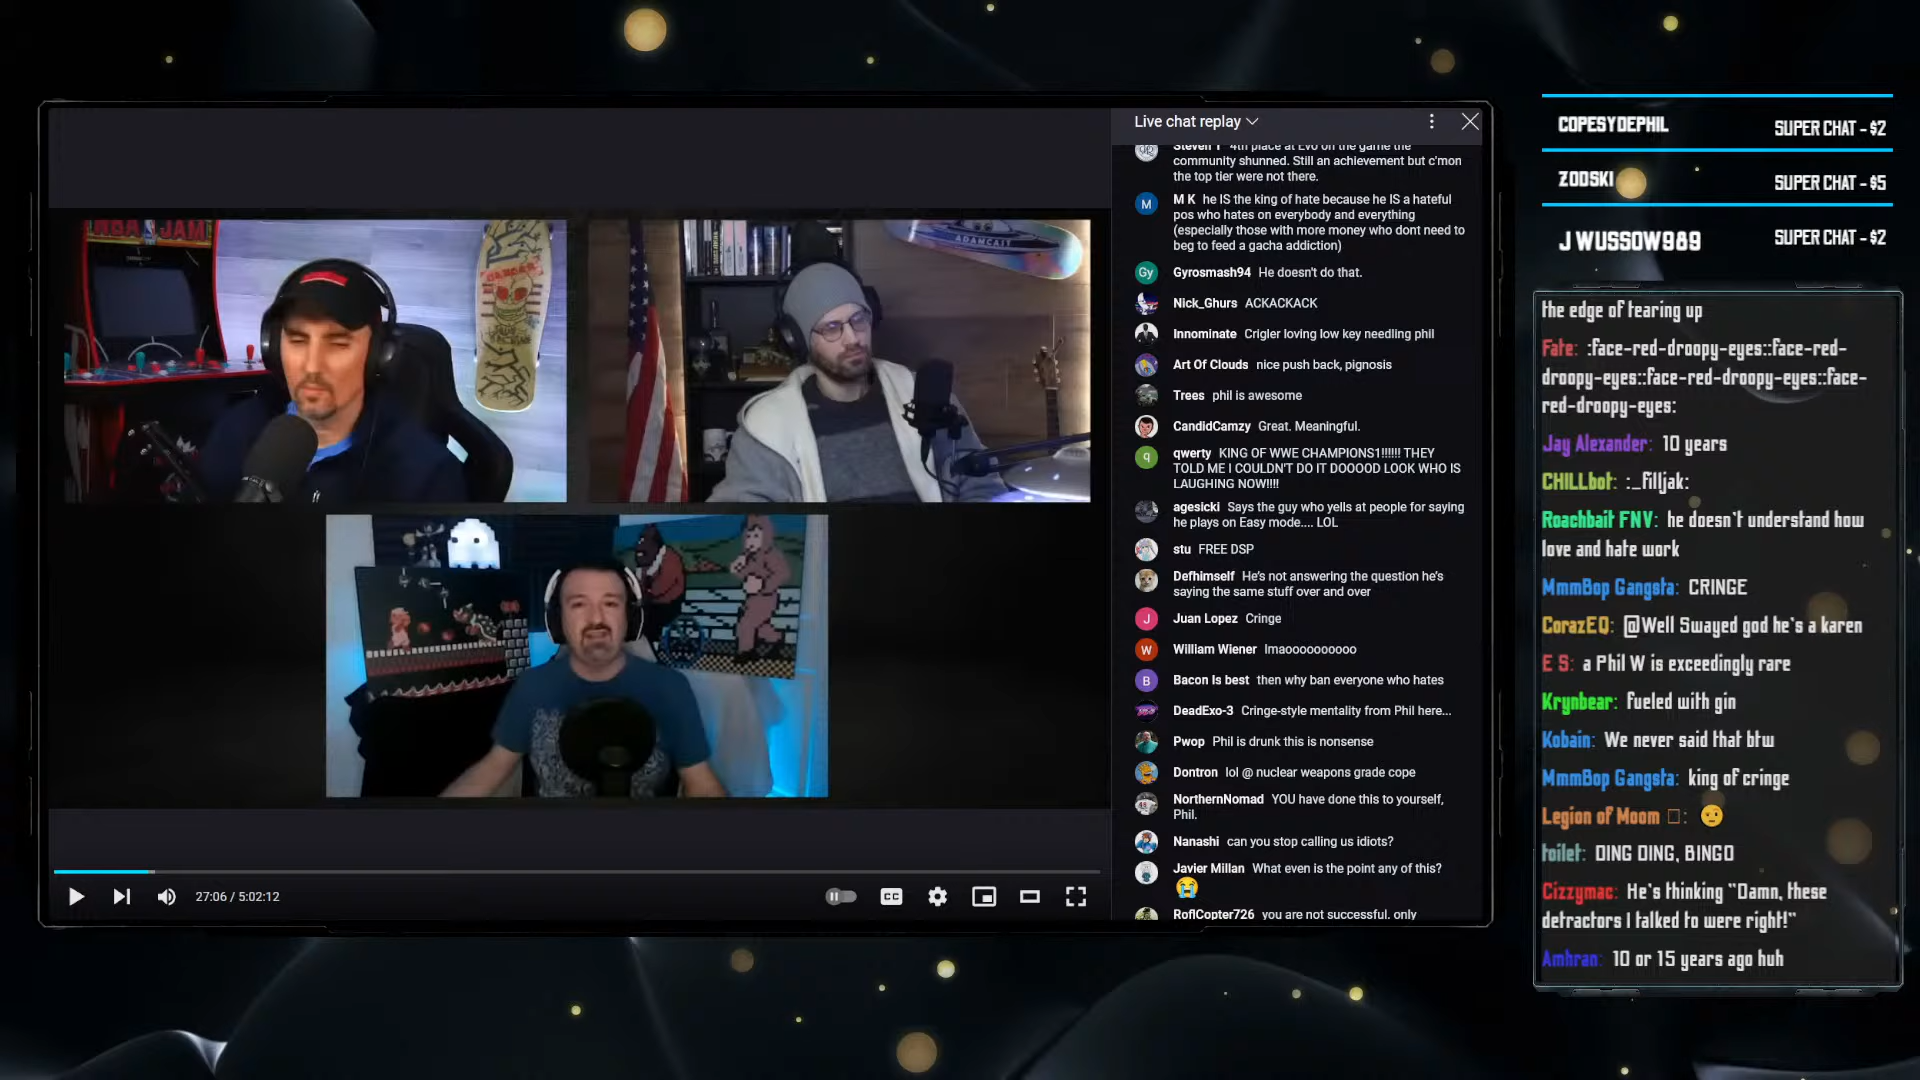 NBA JAM
ADAMCAIT
Live chat replay
Steven T 4th place at Evo on the game the
community shunned. Still an achievement but c'mon
the top tier were not there.
M K he IS the king of hate because he IS a hateful
pos who hates on everybody and everything
(especially those with more money who dont need to
beg to feed a gacha addiction)
Gyrosmash94 He doesn't do that.
Nick_Ghurs ACKACKACK
Innominate Crigler loving low key needling phil
Art Of Clouds nice push back, pignosis
Trees phil is awesome
CandidCamzy Great. Meaningful.
qwerty KING OF WWE CHAMPIONS1!!!!!! THEY
TOLD ME I COULDN'T DO IT DOOOOD LOOK WHO IS
LAUGHING NOW!!!!
agesicki Says the guy who yells at people for saying
he plays on Easy mode.... LOL
stu FREE DSP
Defhimself He's not answering the question he's
saying the same stuff over and over
Juan Lopez Cringe
William Wiener lmaoooooooooo
Bacon Is best then why ban everyone who hates
DeadExo-3 Cringe-style mentality from Phil here...
Pwop Phil is drunk this is nonsense
Dontron lol @ nuclear weapons grade cope
NorthernNomad YOU have done this to yourself,
Phil.
Nanashi can you stop calling us idiots?
Javier Millan What even is the point any of this?
😭
RoflCopter726 you are not successful, only
27:06 / 5:02:12
CC
COPESYDEPHIL SUPER CHAT - $2
ZODSKI SUPER CHAT - $5
J WUSSOW989 SUPER CHAT - $2
the edge of tearing up
Fate: :face-red-droopy-eyes::face-red-
droopy-eyes::face-red-droopy-eyes::face-
red-droopy-eyes:
Jay Alexander: 10 years
CHILLbot: :_filljak:
Roachbait FNV: he doesn't understand how
love and hate work
MmmBop Gangsta: CRINGE
CorazEQ: @Well Swayed god he's a karen
E S: a Phil W is exceedingly rare
Krynbear: fueled with gin
Kobain: We never said that btw
MmmBop Gangsta: king of cringe
Legion of Moom □: 🤨
toilet: DING DING, BINGO
Cizzymac: He's thinking "Damn, these
detractors I talked to were right!"
Amhran: 10 or 15 years ago huh